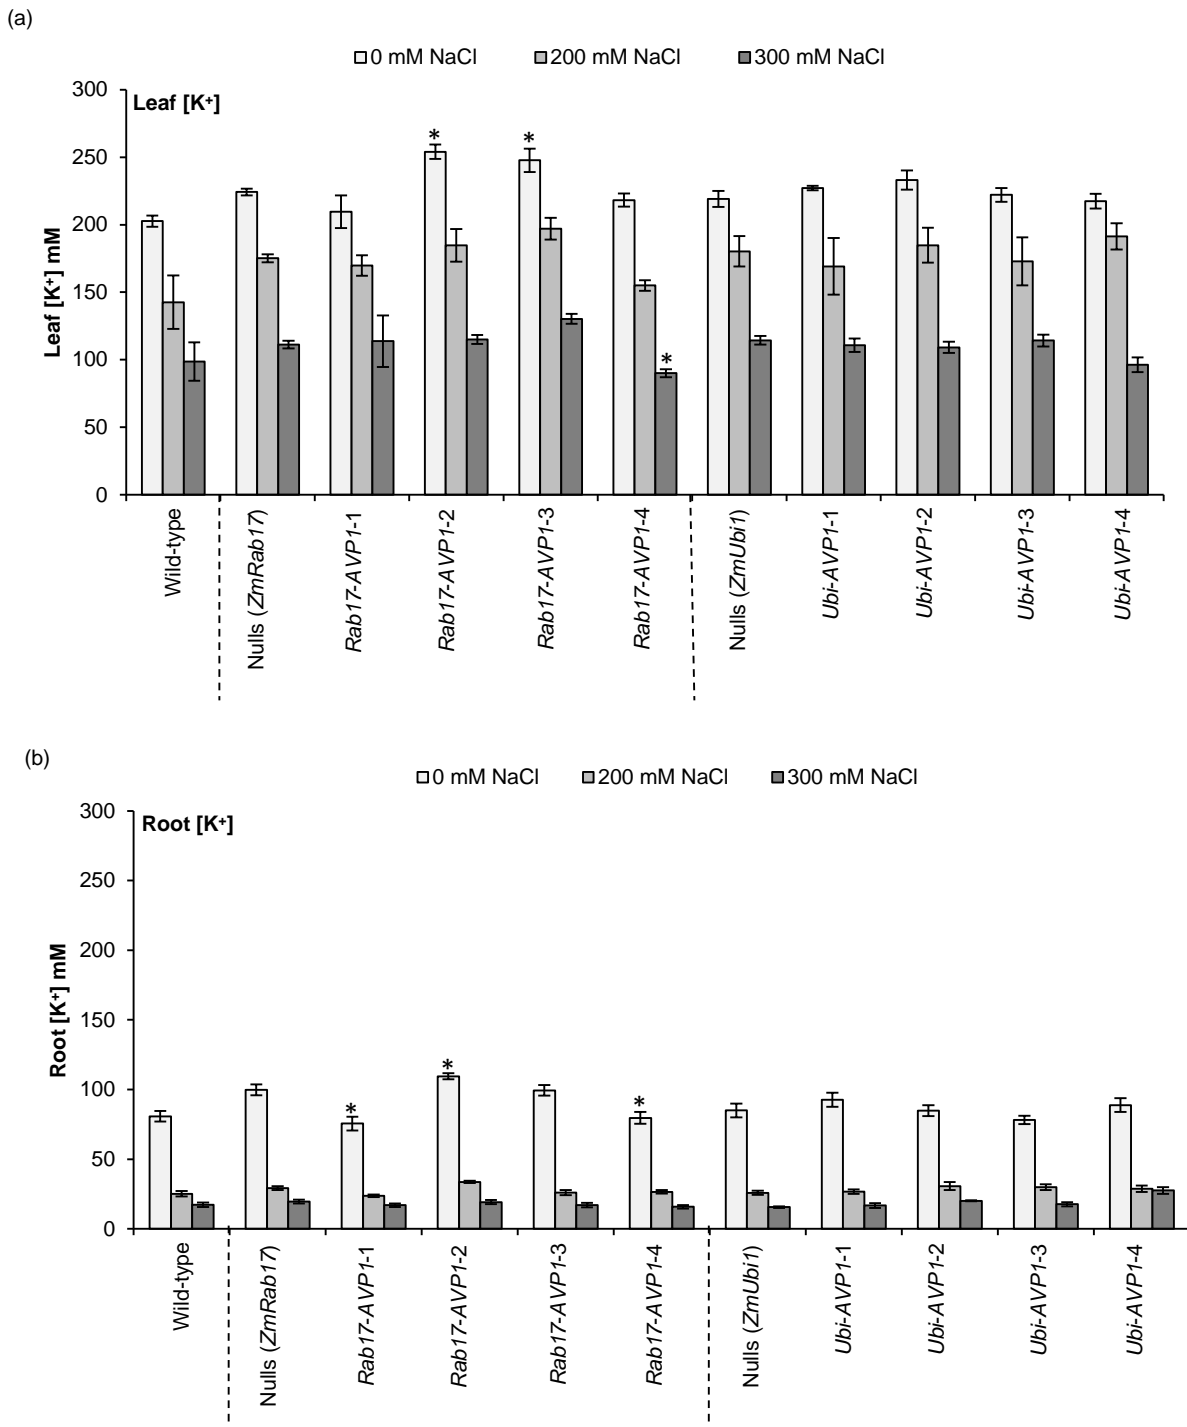 (a)
0 mM NaCl 200 mM NaCl 300 mM NaCl
Leaf [K⁺]
Leaf [K⁺] mM
300
250
200
150
100
50
0
* * *
Wild-type
Nulls (ZmRab17)
Rab17-AVP1-1
Rab17-AVP1-2
Rab17-AVP1-3
Rab17-AVP1-4
Nulls (ZmUbi1)
Ubi-AVP1-1
Ubi-AVP1-2
Ubi-AVP1-3
Ubi-AVP1-4
(b)
0 mM NaCl 200 mM NaCl 300 mM NaCl
Root [K⁺]
Root [K⁺] mM
300
250
200
150
100
50
0
* * *
Wild-type
Nulls (ZmRab17)
Rab17-AVP1-1
Rab17-AVP1-2
Rab17-AVP1-3
Rab17-AVP1-4
Nulls (ZmUbi1)
Ubi-AVP1-1
Ubi-AVP1-2
Ubi-AVP1-3
Ubi-AVP1-4